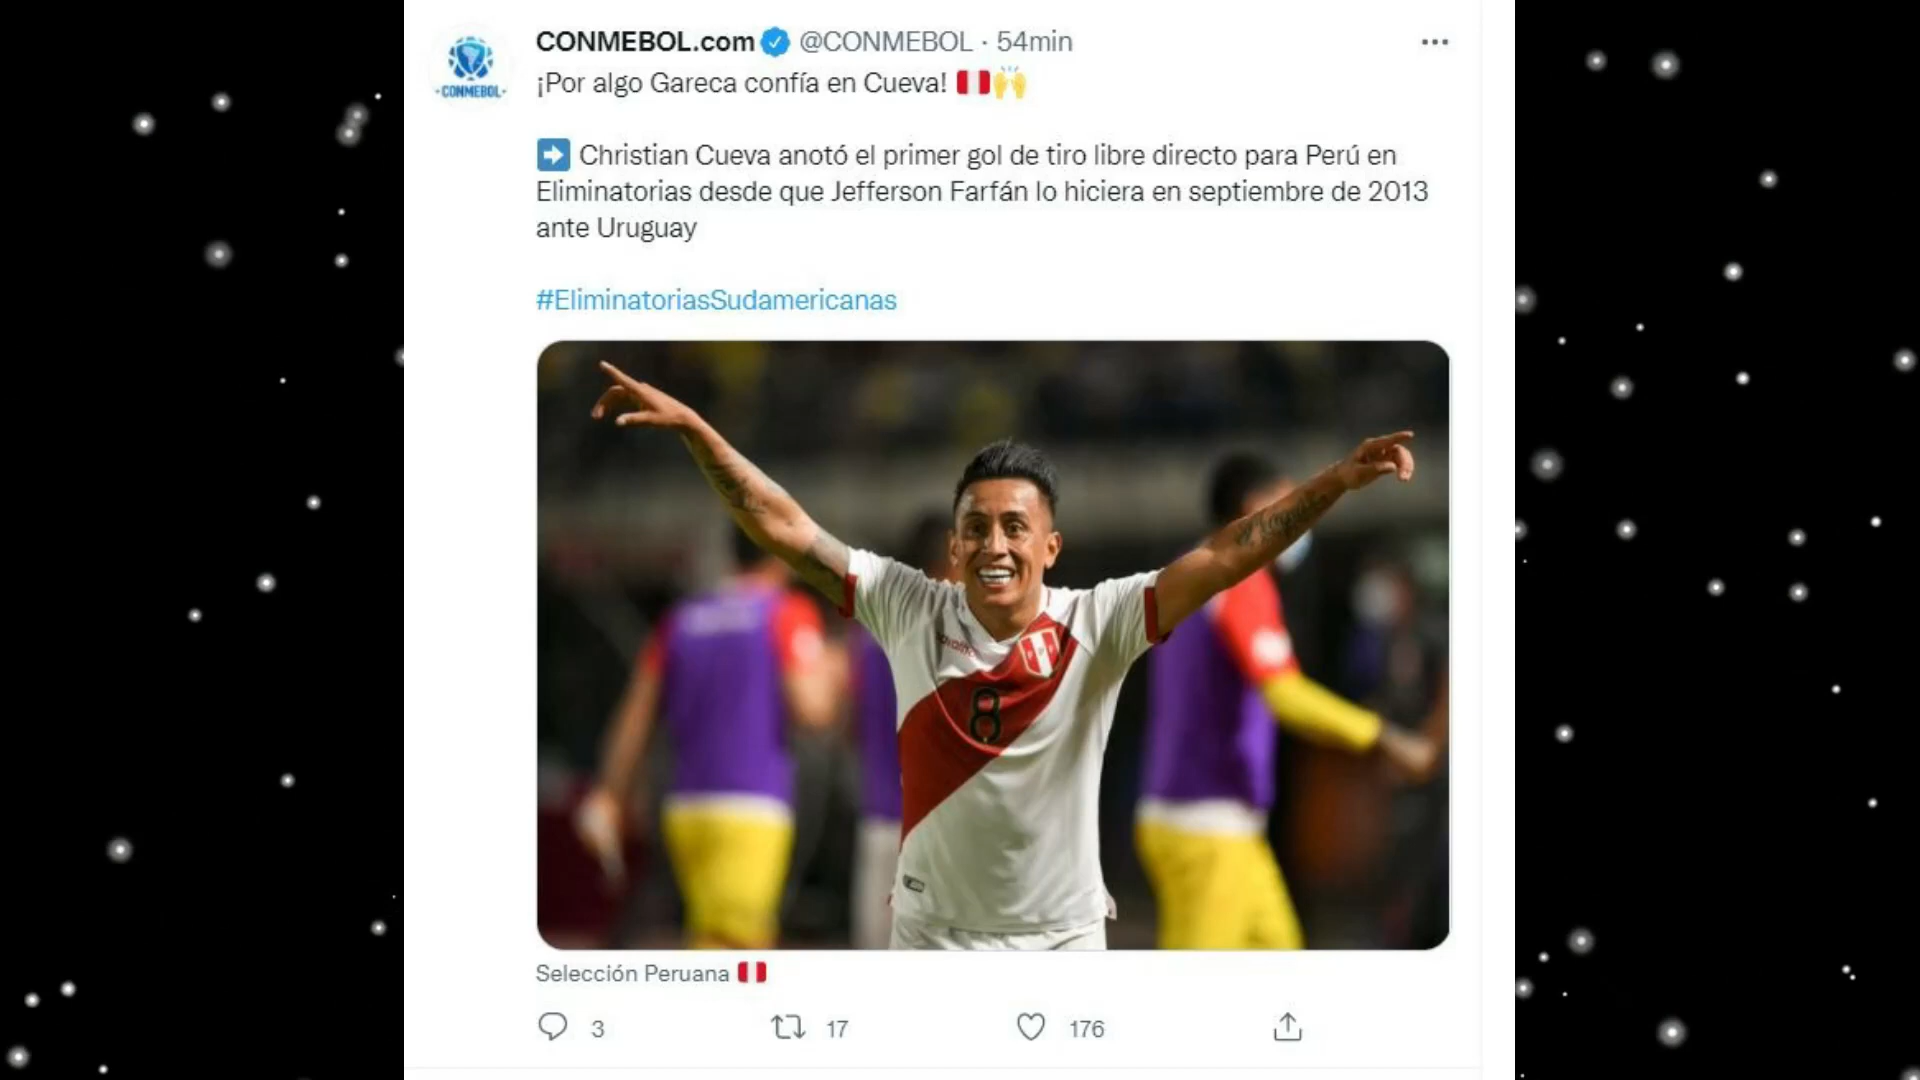 CONMEBOL.com @CONMEBOL · 54min
¡Por algo Gareca confía en Cueva! 🇵🇪🙌
➡️ Christian Cueva anotó el primer gol de tiro libre directo para Perú en
Eliminatorias desde que Jefferson Farfán lo hiciera en septiembre de 2013
ante Uruguay
#EliminatoriasSudamericanas
·CONMEBOL·
8
Selección Peruana 🇵🇪
3 17 176